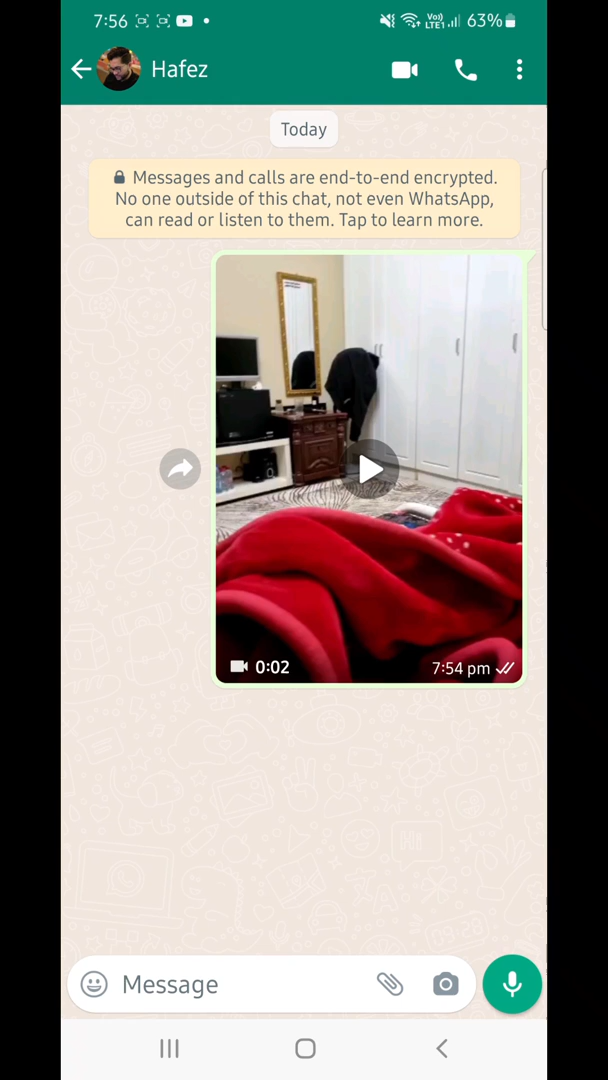 7:56 Vo)) LTE1 63%
Hafez
Today
Messages and calls are end-to-end encrypted.
No one outside of this chat, not even WhatsApp,
can read or listen to them. Tap to learn more.
0:02 7:54 pm
Message